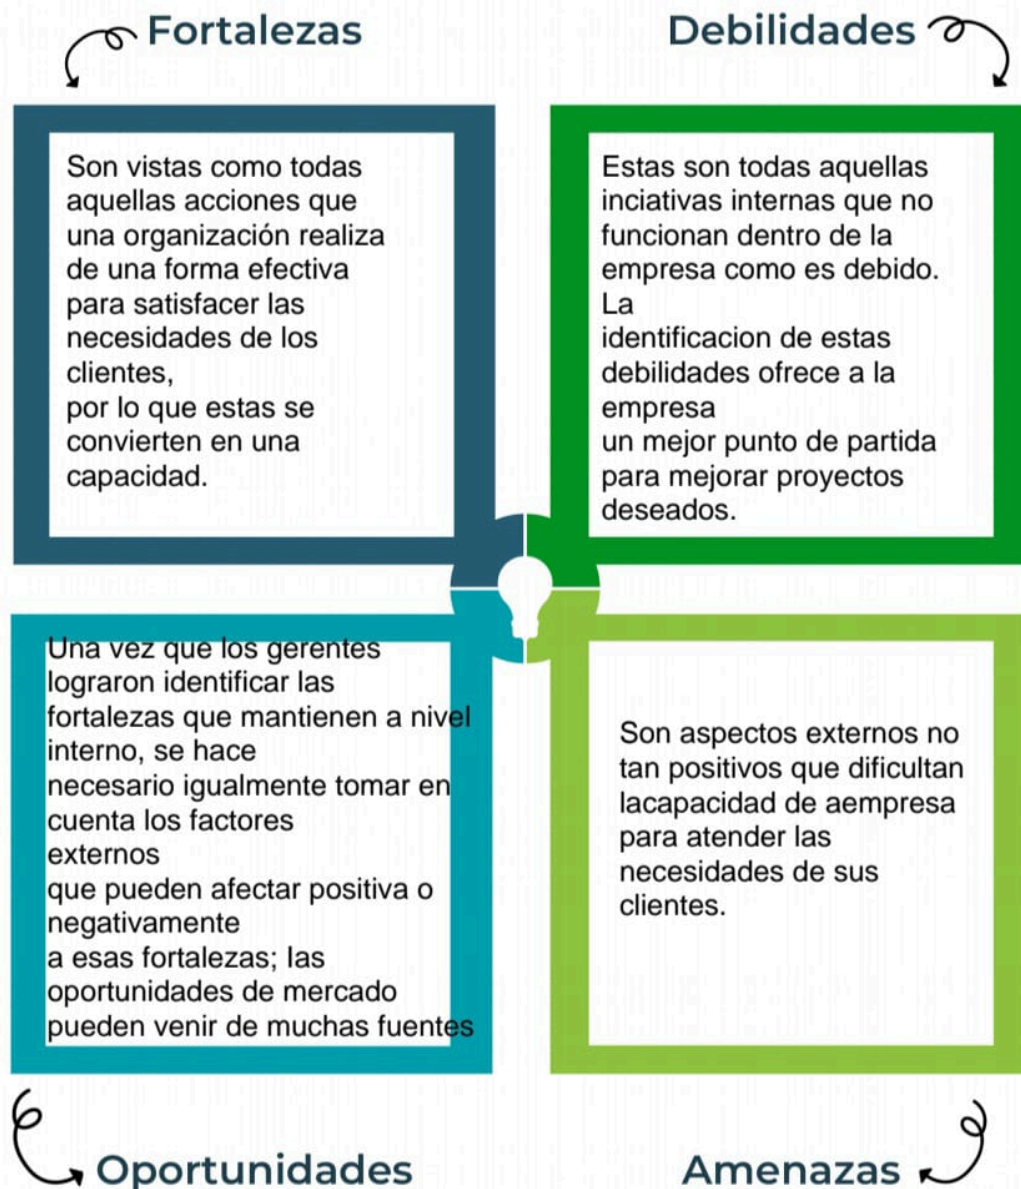 Fortalezas
Son vistas como todas
aquellas acciones que
una organización realiza
de una forma efectiva
para satisfacer las
necesidades de los
clientes,
por lo que estas se
convierten en una
capacidad.
Debilidades
Estas son todas aquellas
inciativas internas que no
funcionan dentro de la
empresa como es debido.
La
identificacion de estas
debilidades ofrece a la
empresa
un mejor punto de partida
para mejorar proyectos
deseados.
Una vez que los gerentes
lograron identificar las
fortalezas que mantienen a nivel
interno, se hace
necesario igualmente tomar en
cuenta los factores
externos
que pueden afectar positiva o
negativamente
a esas fortalezas; las
oportunidades de mercado
pueden venir de muchas fuentes
Oportunidades
Son aspectos externos no
tan positivos que dificultan
lacapacidad de aempresa
para atender las
necesidades de sus
clientes.
Amenazas